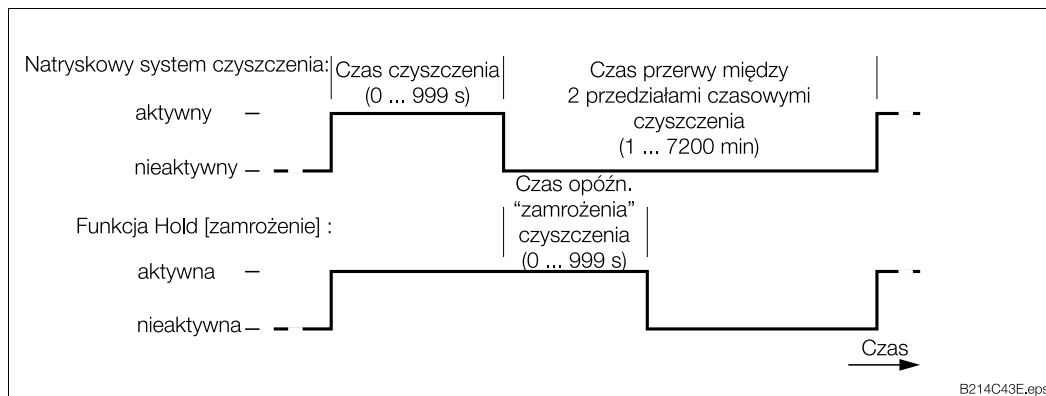 Natryskowy system czyszczenia:
Czas czyszczenia
(0 ... 999 s)
Czas przerwy między
2 przedziałami czasowymi
czyszczenia
(1 ... 7200 min)
aktywny
nieaktywny
Czas opóźn.
“zamrożenia”
czyszczenia
(0 ... 999 s)
Funkcja Hold [zamrożenie] :
aktywna
nieaktywna
Czas
B214C43E.eps